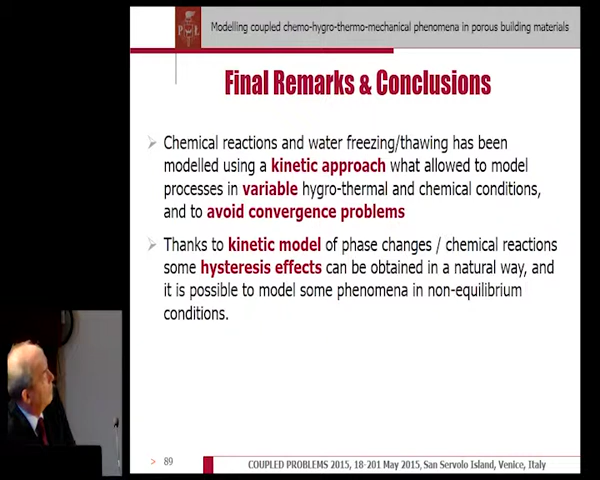 P Ł
Modelling coupled chemo-hygro-thermo-mechanical phenomena in porous building materials
Final Remarks & Conclusions
Chemical reactions and water freezing/thawing has been
modelled using a kinetic approach what allowed to model
processes in variable hygro-thermal and chemical conditions,
and to avoid convergence problems
Thanks to kinetic model of phase changes / chemical reactions
some hysteresis effects can be obtained in a natural way, and
it is possible to model some phenomena in non-equilibrium
conditions.
> 89
COUPLED PROBLEMS 2015, 18-201 May 2015, San Servolo Island, Venice, Italy